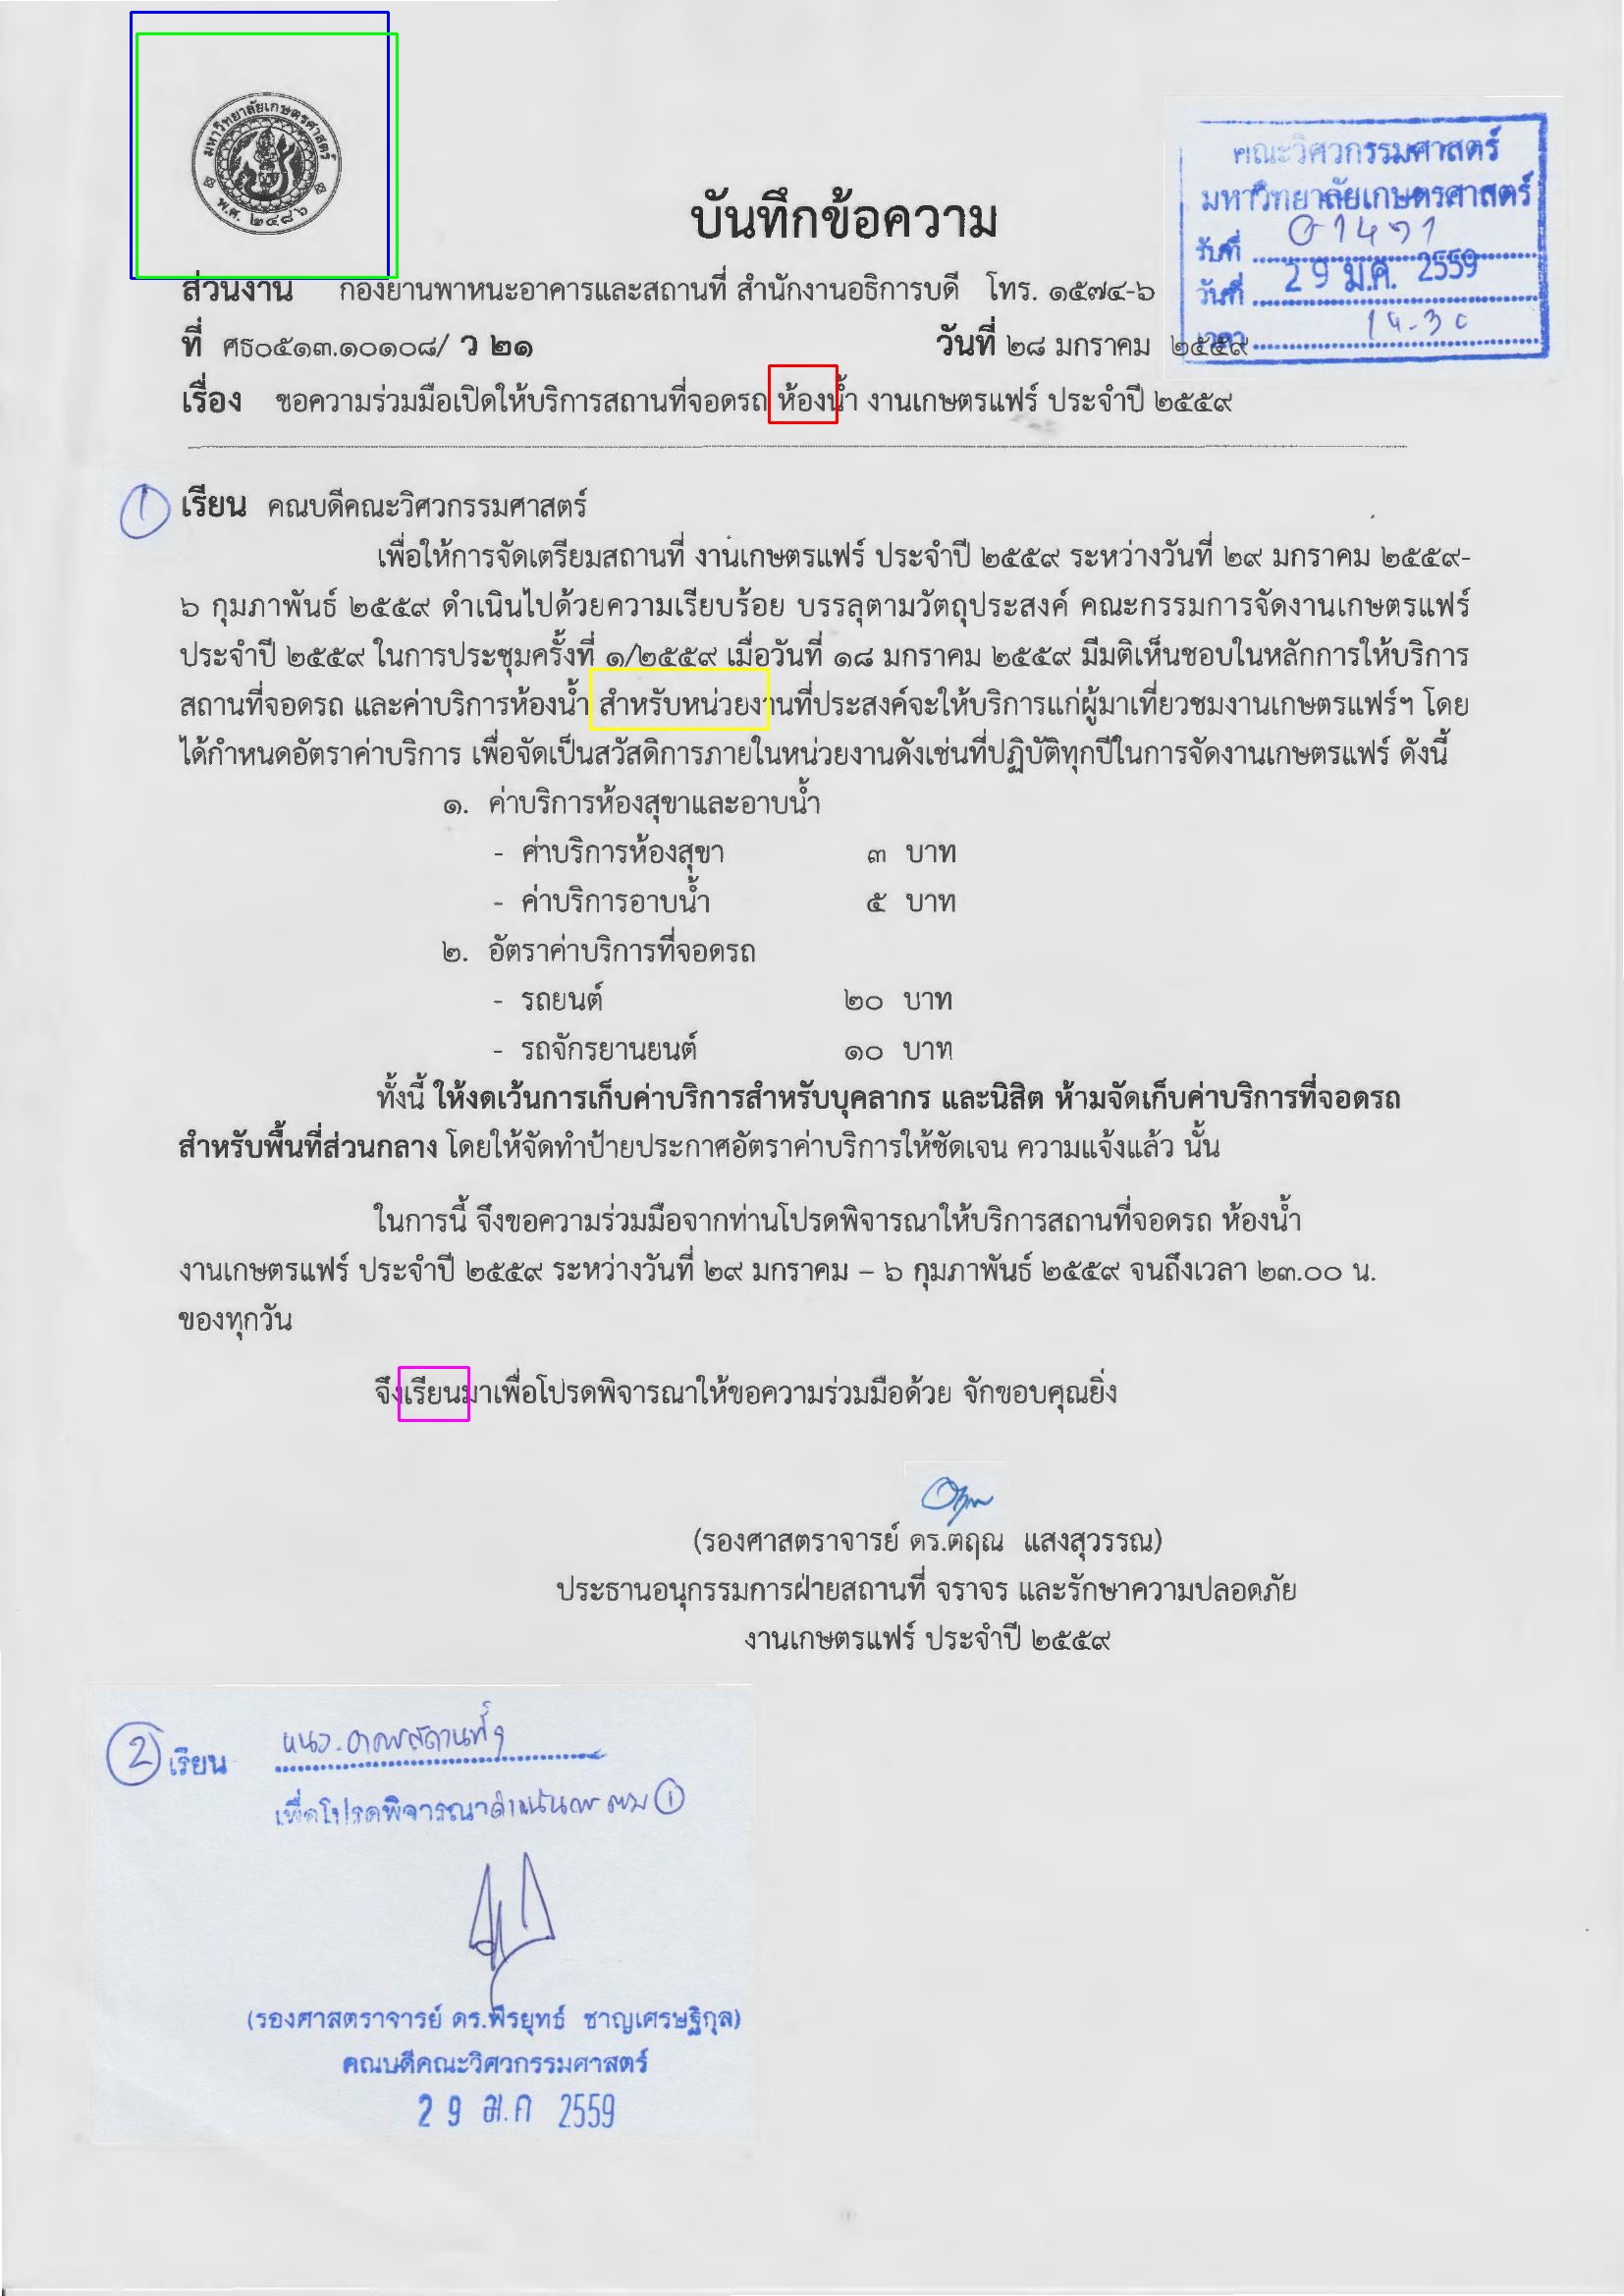 มหาวิทยาลัยเกษตรศาสตร์
พ.ศ. ๒๔๘๖
คณะวิศวกรรมศาสตร์
มหาวิทยาลัยเกษตรศาสตร์
รับที่
วันที่ 29 ม.ค. 2559
เวลา 14-30
บันทึกข้อความ
ส่วนงาน กองยานพาหนะอาคารและสถานที่ สำนักงานอธิการบดี โทร. ๑๕๗๔-๖
ที่ ศธ๐๕๑๓.๑๐๑๐๘/ ว ๒๑ วันที่ ๒๘ มกราคม ๒๕๕๙
เรื่อง ขอความร่วมมือเปิดให้บริการสถานที่จอดรถ ห้องน้ำ งานเกษตรแฟร์ ประจำปี ๒๕๕๙
1 เรียน คณบดีคณะวิศวกรรมศาสตร์
เพื่อให้การจัดเตรียมสถานที่ งานเกษตรแฟร์ ประจำปี ๒๕๕๙ ระหว่างวันที่ ๒๙ มกราคม ๒๕๕๙-
๖ กุมภาพันธ์ ๒๕๕๙ ดำเนินไปด้วยความเรียบร้อย บรรลุตามวัตถุประสงค์ คณะกรรมการจัดงานเกษตรแฟร์
ประจำปี ๒๕๕๙ ในการประชุมครั้งที่ ๑/๒๕๕๙ เมื่อวันที่ ๑๘ มกราคม ๒๕๕๙ มีมติเห็นชอบในหลักการให้บริการ
สถานที่จอดรถ และค่าบริการห้องน้ำ สำหรับหน่วยงานที่ประสงค์จะให้บริการแก่ผู้มาเที่ยวชมงานเกษตรแฟร์ฯ โดย
ได้กำหนดอัตราค่าบริการ เพื่อจัดเป็นสวัสดิการภายในหน่วยงานดังเช่นที่ปฏิบัติทุกปีในการจัดงานเกษตรแฟร์ ดังนี้
๑. ค่าบริการห้องสุขาและอาบน้ำ
- ค่าบริการห้องสุขา ๓ บาท
- ค่าบริการอาบน้ำ ๕ บาท
๒. อัตราค่าบริการที่จอดรถ
- รถยนต์ ๒๐ บาท
- รถจักรยานยนต์ ๑๐ บาท
ทั้งนี้ ให้งดเว้นการเก็บค่าบริการสำหรับบุคลากร และนิสิต ห้ามจัดเก็บค่าบริการที่จอดรถ
สำหรับพื้นที่ส่วนกลาง โดยให้จัดทำป้ายประกาศอัตราค่าบริการให้ชัดเจน ความแจ้งแล้ว นั้น
ในการนี้ จึงขอความร่วมมือจากท่านโปรดพิจารณาให้บริการสถานที่จอดรถ ห้องน้ำ
งานเกษตรแฟร์ ประจำปี ๒๕๕๙ ระหว่างวันที่ ๒๙ มกราคม – ๖ กุมภาพันธ์ ๒๕๕๙ จนถึงเวลา ๒๓.๐๐ น.
ของทุกวัน
จึงเรียนมาเพื่อโปรดพิจารณาให้ขอความร่วมมือด้วย จักขอบคุณยิ่ง
(รองศาสตราจารย์ ดร.ตฤณ แสงสุวรรณ)
ประธานอนุกรรมการฝ่ายสถานที่ จราจร และรักษาความปลอดภัย
งานเกษตรแฟร์ ประจำปี ๒๕๕๙
2 เรียน
เพื่อโปรดพิจารณาดำเนินการ ตาม 1
(รองศาสตราจารย์ ดร.พีรยุทธ์ ชาญเศรษฐิกุล)
คณบดีคณะวิศวกรรมศาสตร์
29 ม.ค 2559